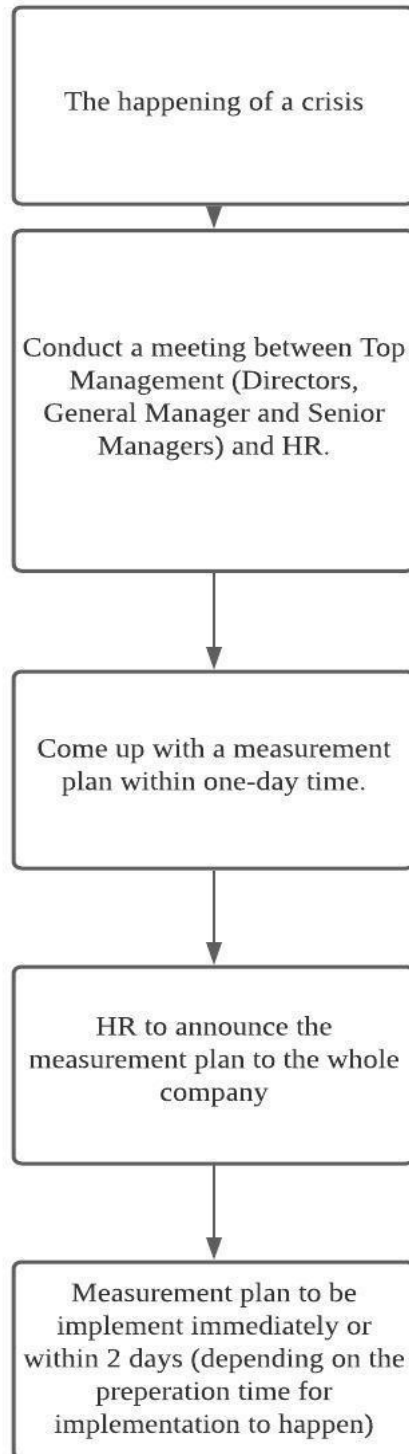 The happening of a crisis
Conduct a meeting between Top
Management (Directors,
General Manager and Senior
Managers) and HR.
Come up with a measurement
plan within one-day time.
HR to announce the
measurement plan to the whole
company
Measurement plan to be
implement immediately or
within 2 days (depending on the
preperation time for
implementation to happen)